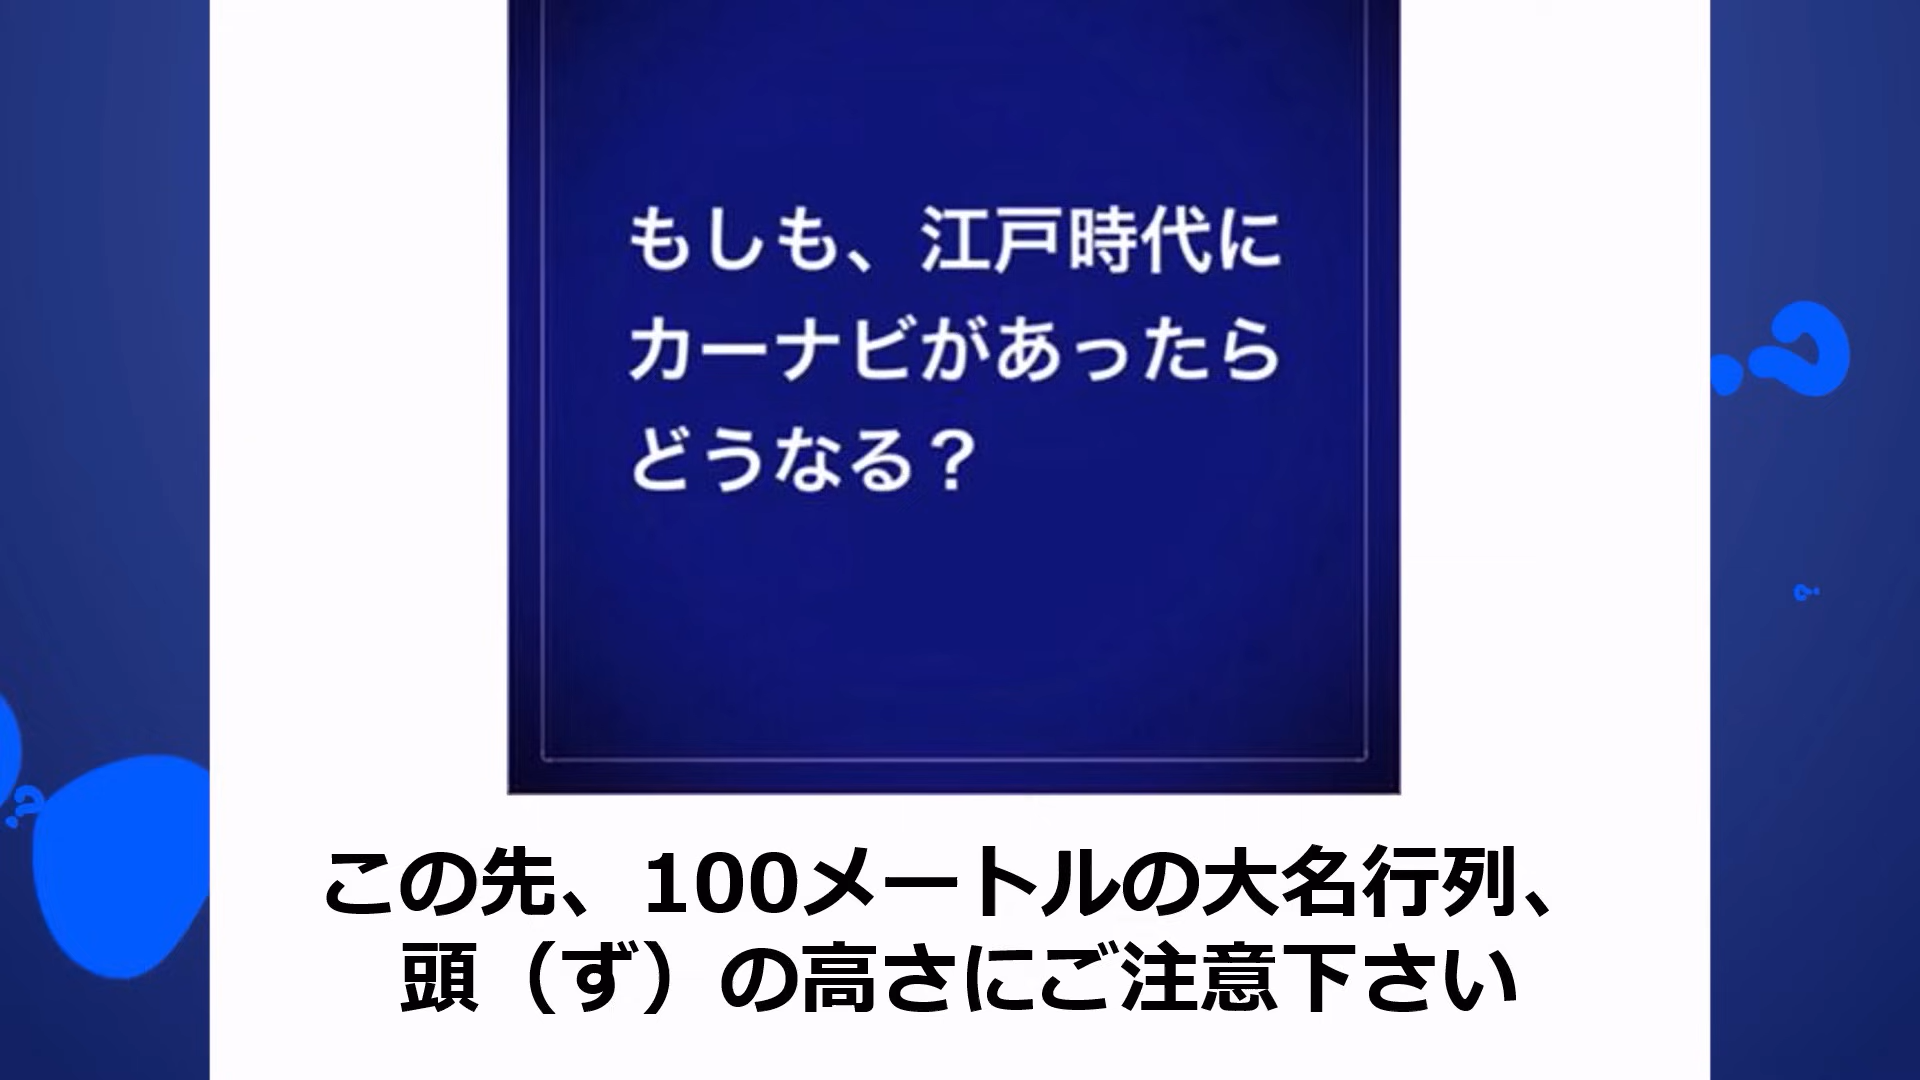 もしも、江戸時代に
カーナビがあったら
どうなる？
この先、100メートルの大名行列、
頭（ず）の高さにご注意下さい